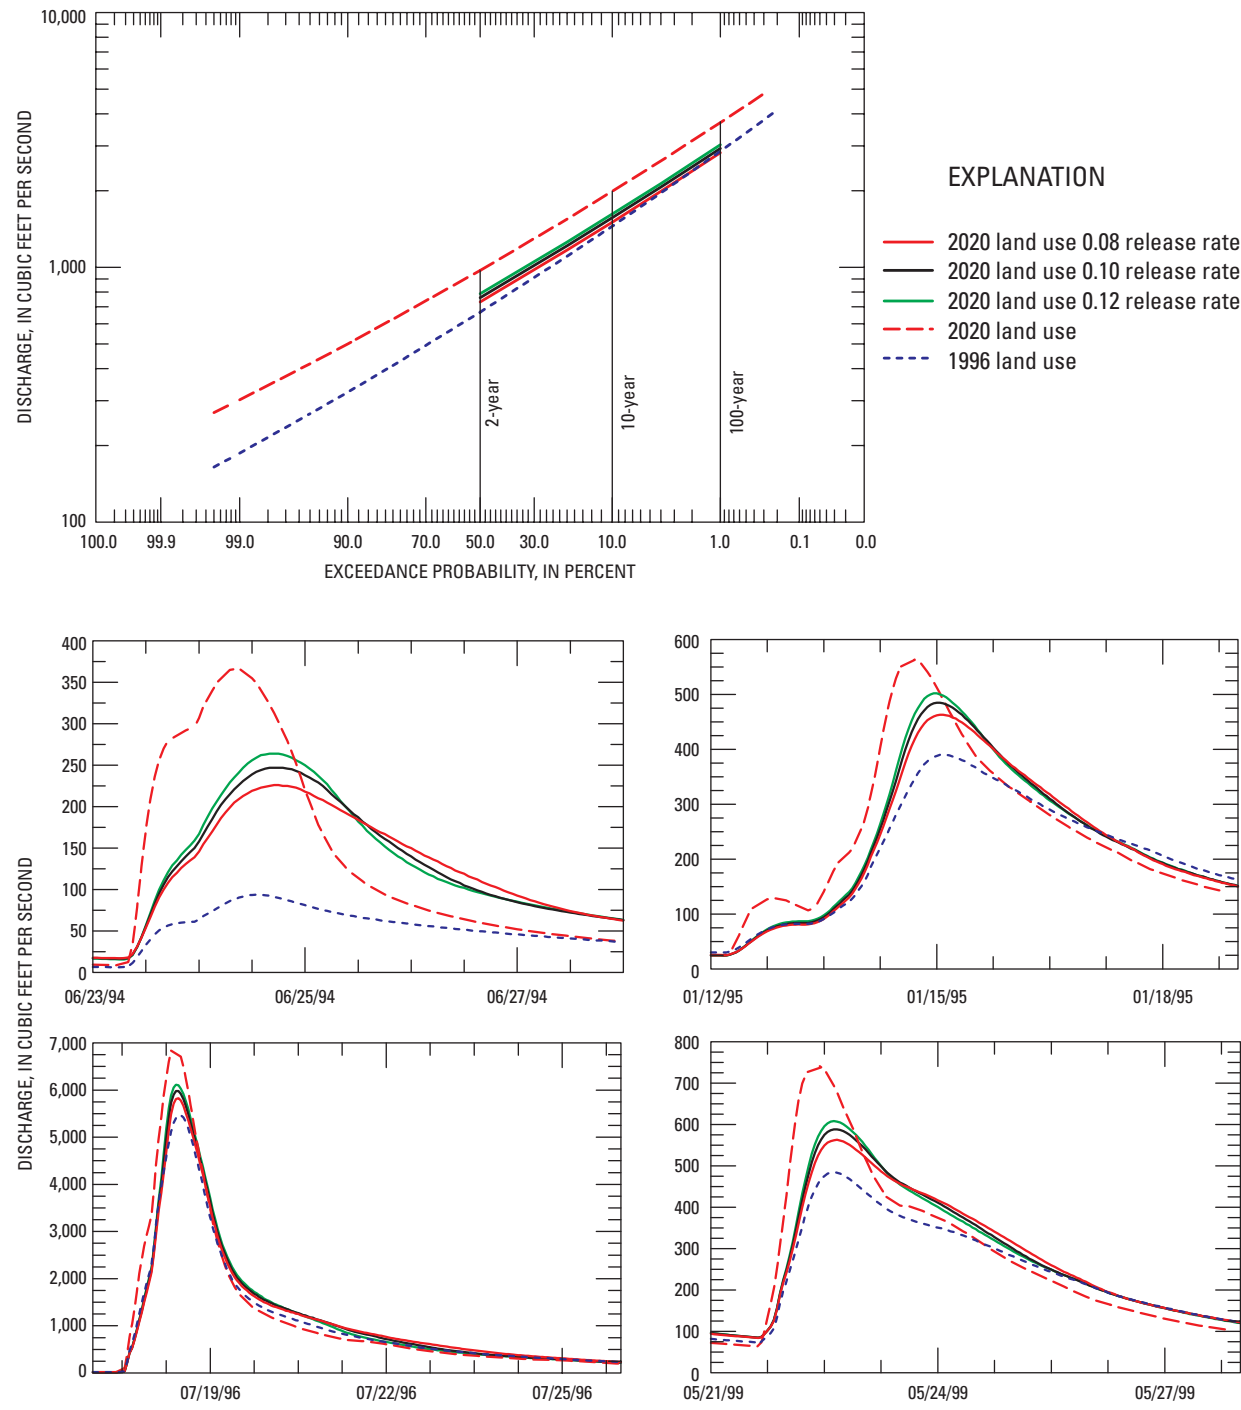 10,000
1,000
100
DISCHARGE, IN CUBIC FEET PER SECOND
2-year
10-year
100-year
100.0 99.9 99.0 90.0 70.0 50.0 30.0 10.0 1.0 0.1 0.0
EXCEEDANCE PROBABILITY, IN PERCENT
EXPLANATION
2020 land use 0.08 release rate
2020 land use 0.10 release rate
2020 land use 0.12 release rate
2020 land use
1996 land use
DISCHARGE, IN CUBIC FEET PER SECOND
400
350
300
250
200
150
100
50
0
06/23/94 06/25/94 06/27/94
600
500
400
300
200
100
0
01/12/95 01/15/95 01/18/95
7,000
6,000
5,000
4,000
3,000
2,000
1,000
0
07/19/96 07/22/96 07/25/96
800
700
600
500
400
300
200
100
0
05/21/99 05/24/99 05/27/99